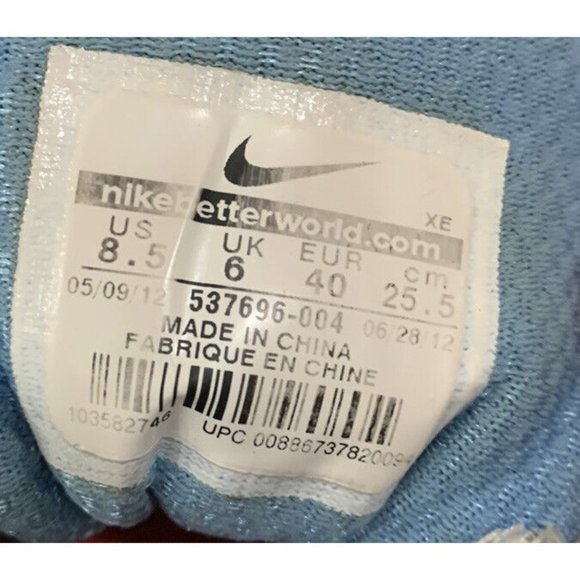 XE
nikebetterworld.com
US UK EUR cm
8.5 6 40 25.5
05/09/12 537696-004 06/28/12
MADE IN CHINA
FABRIQUE EN CHINE
103582746
UPC